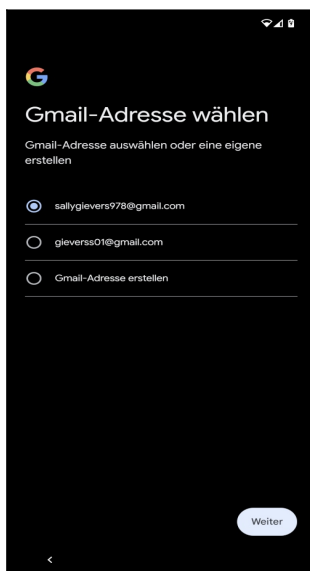 Gmail-Adresse wählen
Gmail-Adresse auswählen oder eine eigene
erstellen
sallygievers978@gmail.com
gieverss01@gmail.com
Gmail-Adresse erstellen
Weiter